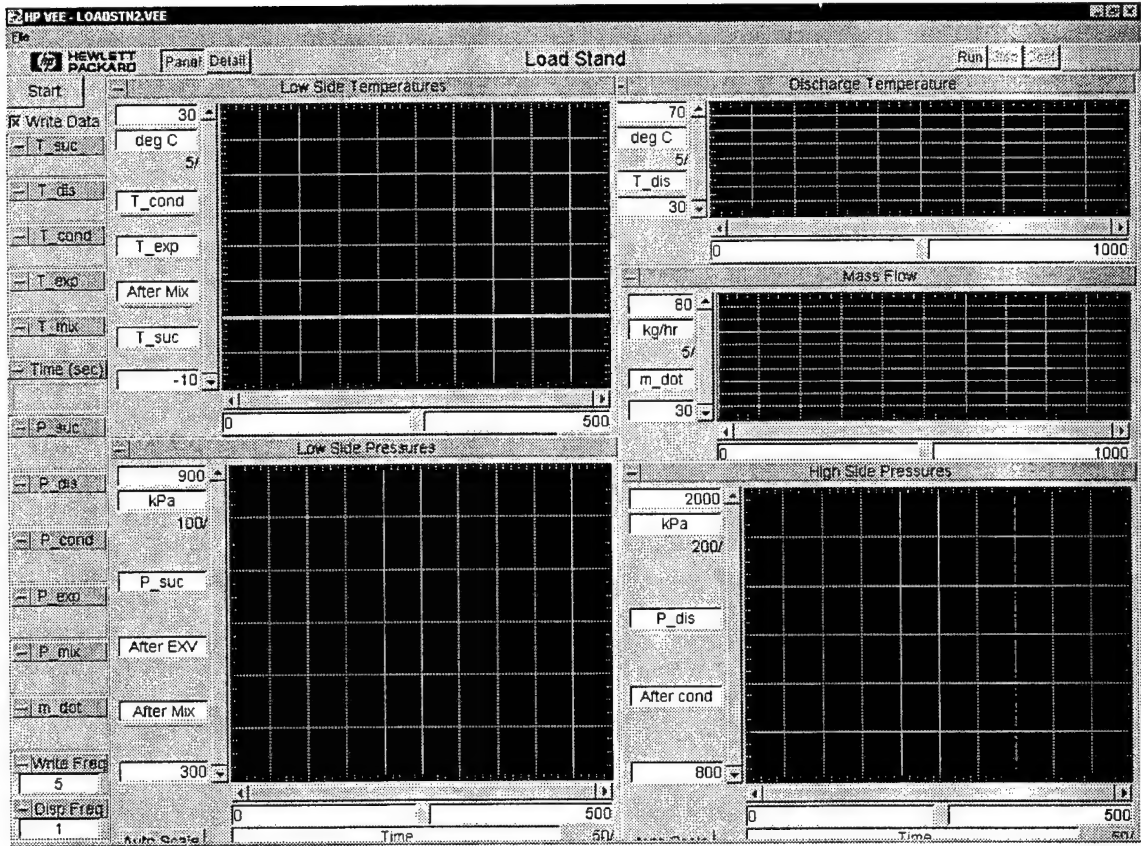 HP VEE - LOADSTN2.VEE
File
HEWLETT PACKARD Panel Detail Load Stand Run Stop Cont
Start
Write Data
T_suc
T_dis
T_cond
T_exp
T_mix
Time (sec)
P_suc
P_dis
P_cond
P_exp
P_mix
m_dot
Write Freq
5
Disp Freq
1
Low Side Temperatures
30
deg C
5/
T_cond
T_exp
After Mix
T_suc
-10
0 500
Low Side Pressures
900
kPa
100/
P_suc
After EXV
After Mix
300
0 500
Auto Scale Time 50/
Discharge Temperature
70
deg C
5/
T_dis
30
0 1000
Mass Flow
80
kg/hr
5/
m_dot
30
0 1000
High Side Pressures
2000
kPa
200/
P_dis
After cond
800
0 500
Time 50/